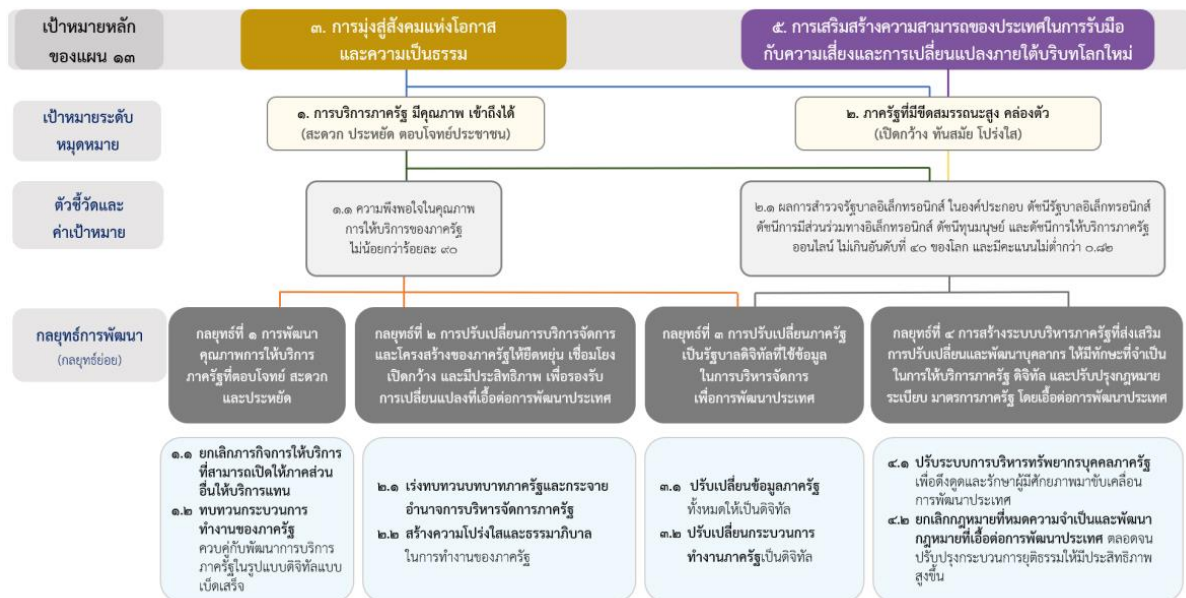 เป้าหมายหลัก
ของแผน ๑๓
๓. การมุ่งสู่สังคมแห่งโอกาส
และความเป็นธรรม
๕. การเสริมสร้างความสามารถของประเทศในการรับมือ
กับความเสี่ยงและการเปลี่ยนแปลงภายใต้บริบทโลกใหม่
เป้าหมายระดับ
หมุดหมาย
๑. การบริการภาครัฐ มีคุณภาพ เข้าถึงได้
(สะดวก ประหยัด ตอบโจทย์ประชาชน)
๒. ภาครัฐที่มีขีดสมรรถนะสูง คล่องตัว
(เปิดกว้าง ทันสมัย โปร่งใส)
ตัวชี้วัดและ
ค่าเป้าหมาย
๑.๑ ความพึงพอใจในคุณภาพ
การให้บริการของภาครัฐ
ไม่น้อยกว่าร้อยละ ๙๐
๒.๑ ผลการสำรวจรัฐบาลอิเล็กทรอนิกส์ ในองค์ประกอบ ดัชนีรัฐบาลอิเล็กทรอนิกส์
ดัชนีการมีส่วนร่วมทางอิเล็กทรอนิกส์ ดัชนีทุนมนุษย์ และดัชนีการให้บริการภาครัฐ
ออนไลน์ ไม่เกินอันดับที่ ๔๐ ของโลก และมีคะแนนไม่ต่ำกว่า ๐.๘๒
กลยุทธ์การพัฒนา
(กลยุทธ์ย่อย)
กลยุทธ์ที่ ๑ การพัฒนา
คุณภาพการให้บริการ
ภาครัฐที่ตอบโจทย์ สะดวก
และประหยัด
กลยุทธ์ที่ ๒ การปรับเปลี่ยนการบริหารจัดการ
และโครงสร้างของภาครัฐให้ยืดหยุ่น เชื่อมโยง
เปิดกว้าง และมีประสิทธิภาพ เพื่อรองรับ
การเปลี่ยนแปลงที่เอื้อต่อการพัฒนาประเทศ
กลยุทธ์ที่ ๓ การปรับเปลี่ยนภาครัฐ
เป็นรัฐบาลดิจิทัลที่ใช้ข้อมูล
ในการบริหารจัดการ
เพื่อการพัฒนาประเทศ
กลยุทธ์ที่ ๔ การสร้างระบบบริหารภาครัฐที่ส่งเสริม
การปรับเปลี่ยนและพัฒนาบุคลากร ให้มีทักษะที่จำเป็น
ในการให้บริการภาครัฐ ดิจิทัล และปรับปรุงกฎหมาย
ระเบียบ มาตรการภาครัฐ โดยเอื้อต่อการพัฒนาประเทศ
๑.๑ ยกเลิกภารกิจการให้บริการ
ที่สามารถเปิดให้ภาคส่วน
อื่นให้บริการแทน
๑.๒ ทบทวนกระบวนการ
ทำงานของภาครัฐ
ควบคู่กับพัฒนาการบริการ
ภาครัฐในรูปแบบดิจิทัลแบบ
เบ็ดเสร็จ
๒.๑ เร่งทบทวนบทบาทภาครัฐและกระจาย
อำนาจการบริหารจัดการภาครัฐ
๒.๒ สร้างความโปร่งใสและธรรมาภิบาล
ในการทำงานของภาครัฐ
๓.๑ ปรับเปลี่ยนข้อมูลภาครัฐ
ทั้งหมดให้เป็นดิจิทัล
๓.๒ ปรับเปลี่ยนกระบวนการ
ทำงานภาครัฐเป็นดิจิทัล
๔.๑ ปรับระบบการบริหารทรัพยากรบุคคลภาครัฐ
เพื่อดึงดูดและรักษาผู้มีศักยภาพมาขับเคลื่อน
การพัฒนาประเทศ
๔.๒ ยกเลิกกฎหมายที่หมดความจำเป็นและพัฒนา
กฎหมายที่เอื้อต่อการพัฒนาประเทศ ตลอดจน
ปรับปรุงกระบวนการยุติธรรมให้มีประสิทธิภาพ
สูงขึ้น